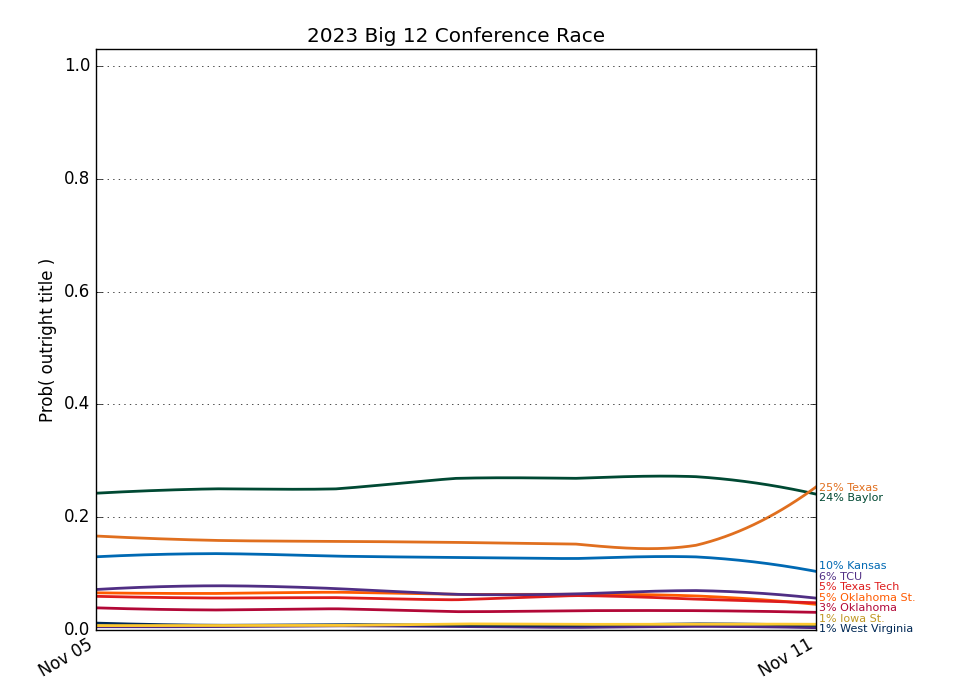 2023 Big 12 Conference Race
Prob( outright title )
1.0
0.8
0.6
0.4
0.2
0.0
Nov 05
Nov 11
25% Texas
24% Baylor
10% Kansas
6% TCU
5% Texas Tech
5% Oklahoma St.
3% Oklahoma
1% Iowa St.
1% West Virginia